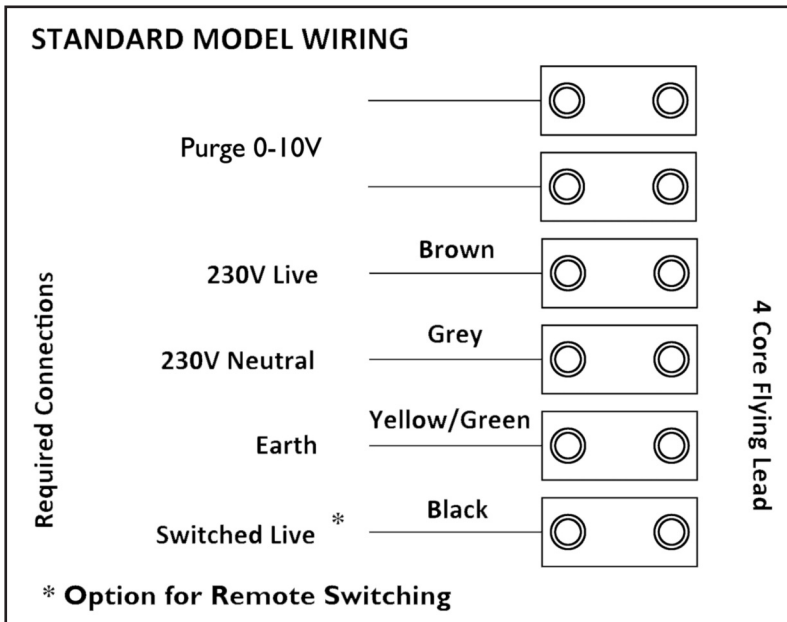 STANDARD MODEL WIRING
Purge 0-10V
Brown
230V Live
Grey
230V Neutral
Yellow/Green
Earth
Black
Switched Live *
* Option for Remote Switching
Required Connections
4 Core Flying Lead